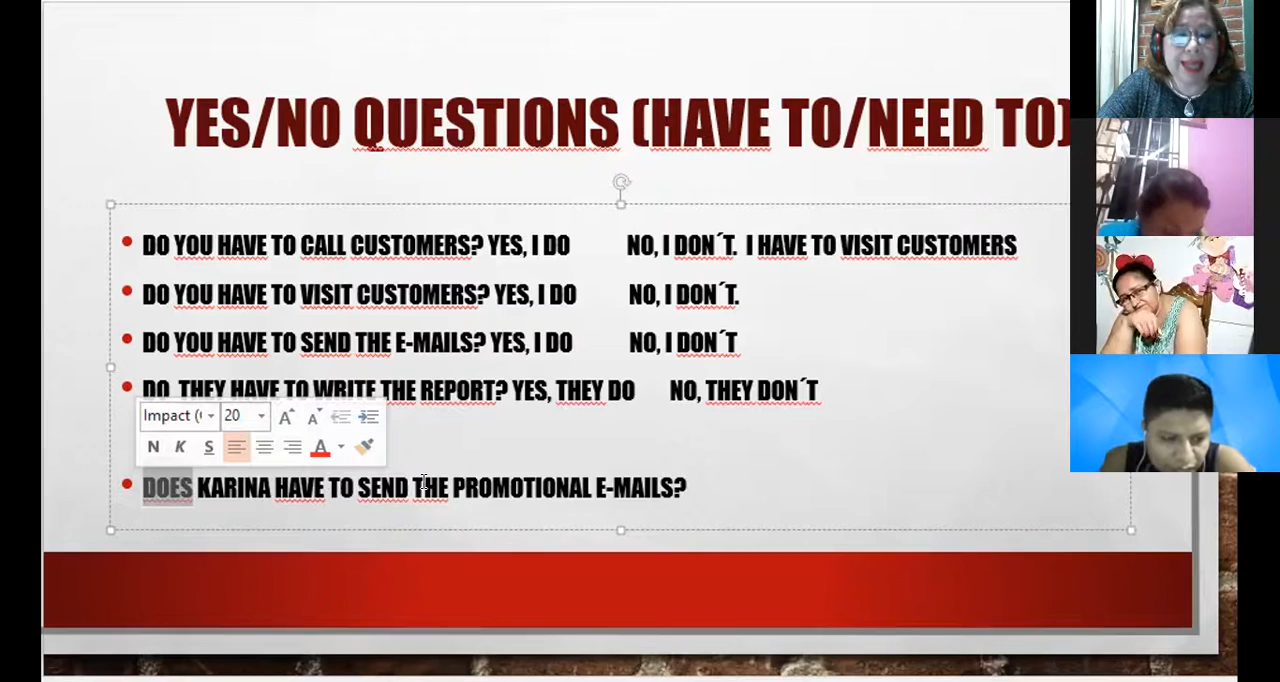 YES/NO QUESTIONS (HAVE TO/NEED TO)
DO YOU HAVE TO CALL CUSTOMERS? YES, I DO NO, I DON´T. I HAVE TO VISIT CUSTOMERS
DO YOU HAVE TO VISIT CUSTOMERS? YES, I DO NO, I DON´T.
DO YOU HAVE TO SEND THE E-MAILS? YES, I DO NO, I DON´T
DO THEY HAVE TO WRITE THE REPORT? YES, THEY DO NO, THEY DON´T
Impact ( 20 A A
N K S A
DOES KARINA HAVE TO SEND THE PROMOTIONAL E-MAILS?